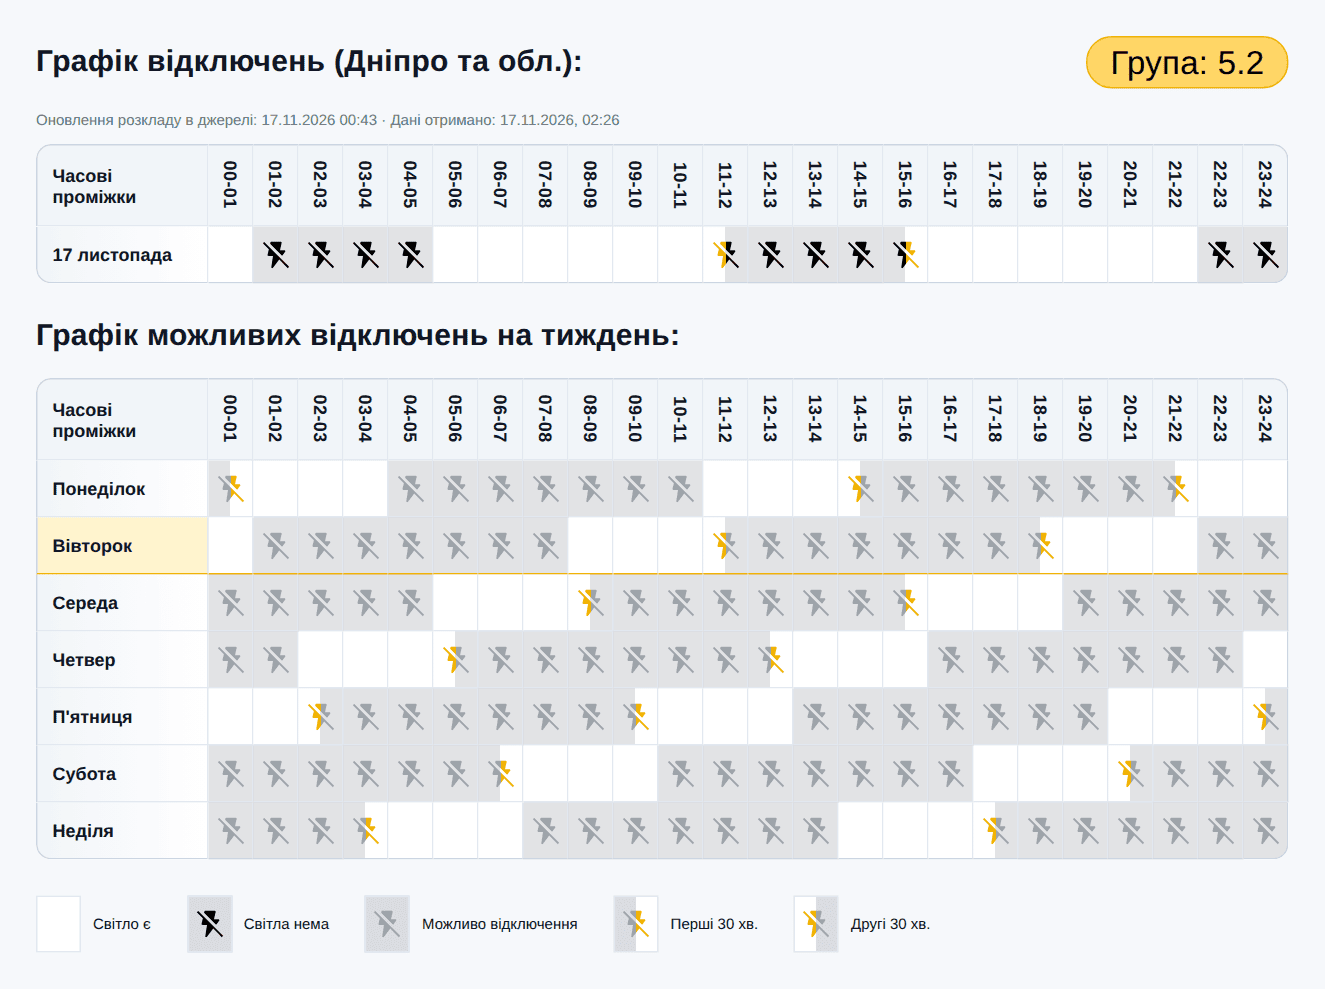 Графік відключень (Дніпро та обл.):
Група: 5.2
Оновлення розкладу в джерелі: 17.11.2026 00:43 · Дані отримано: 17.11.2026, 02:26
Часові проміжки 00-01 01-02 02-03 03-04 04-05 05-06 06-07 07-08 08-09 09-10 10-11 11-12 12-13 13-14 14-15 15-16 16-17 17-18 18-19 19-20 20-21 21-22 22-23 23-24
17 листопада
Графік можливих відключень на тиждень:
Часові проміжки 00-01 01-02 02-03 03-04 04-05 05-06 06-07 07-08 08-09 09-10 10-11 11-12 12-13 13-14 14-15 15-16 16-17 17-18 18-19 19-20 20-21 21-22 22-23 23-24
Понеділок
Вівторок
Середа
Четвер
П'ятниця
Субота
Неділя
Світло є Світла нема Можливо відключення Перші 30 хв. Другі 30 хв.